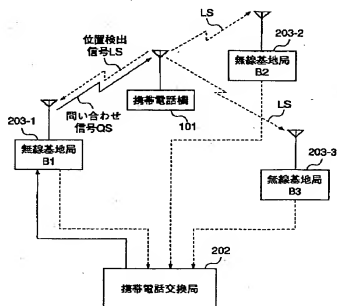 LS
位置検出
信号LS
203-2
無線基地局
B2
問い合わせ
信号QS
携帯電話機
101
LS
203-1
無線基地局
B1
203-3
無線基地局
B3
202
携帯電話交換局